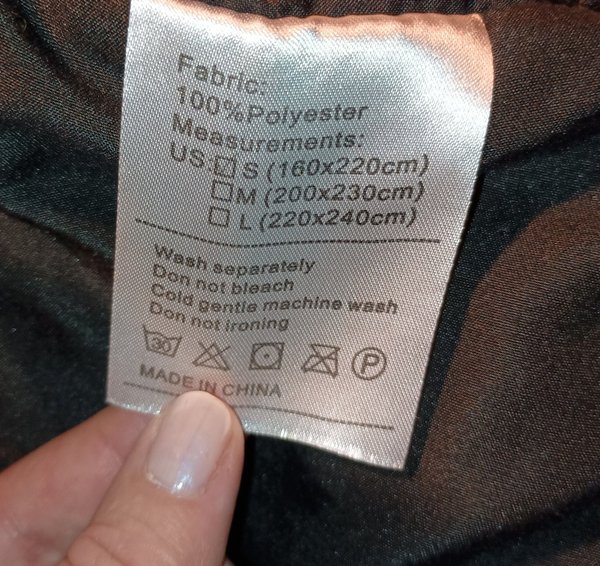 Fabric:
100%Polyester
Measurements:
US: ☑ S (160x220cm)
☐ M (200x230cm)
☐ L (220x240cm)
Wash separately
Don not bleach
Cold gentle machine wash
Don not ironing
30 P
MADE IN CHINA